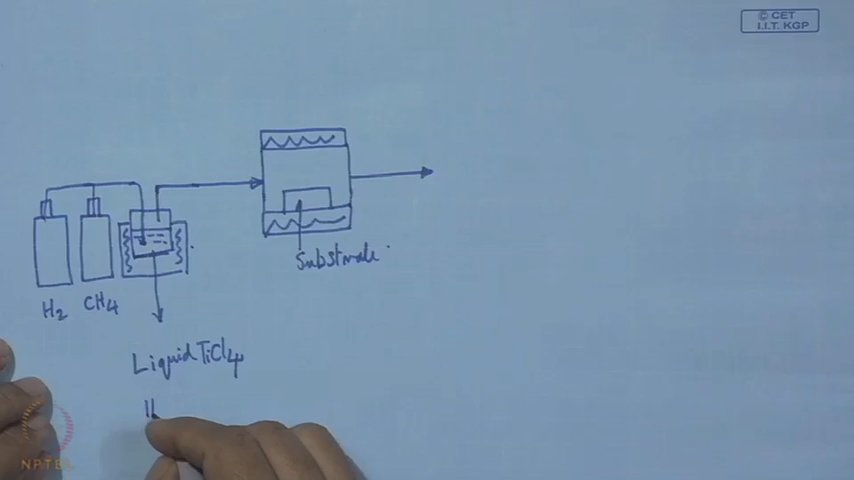 © CET
I.I.T. KGP
Substrate
H2
CH4
Liquid TiCl4
NPTEL